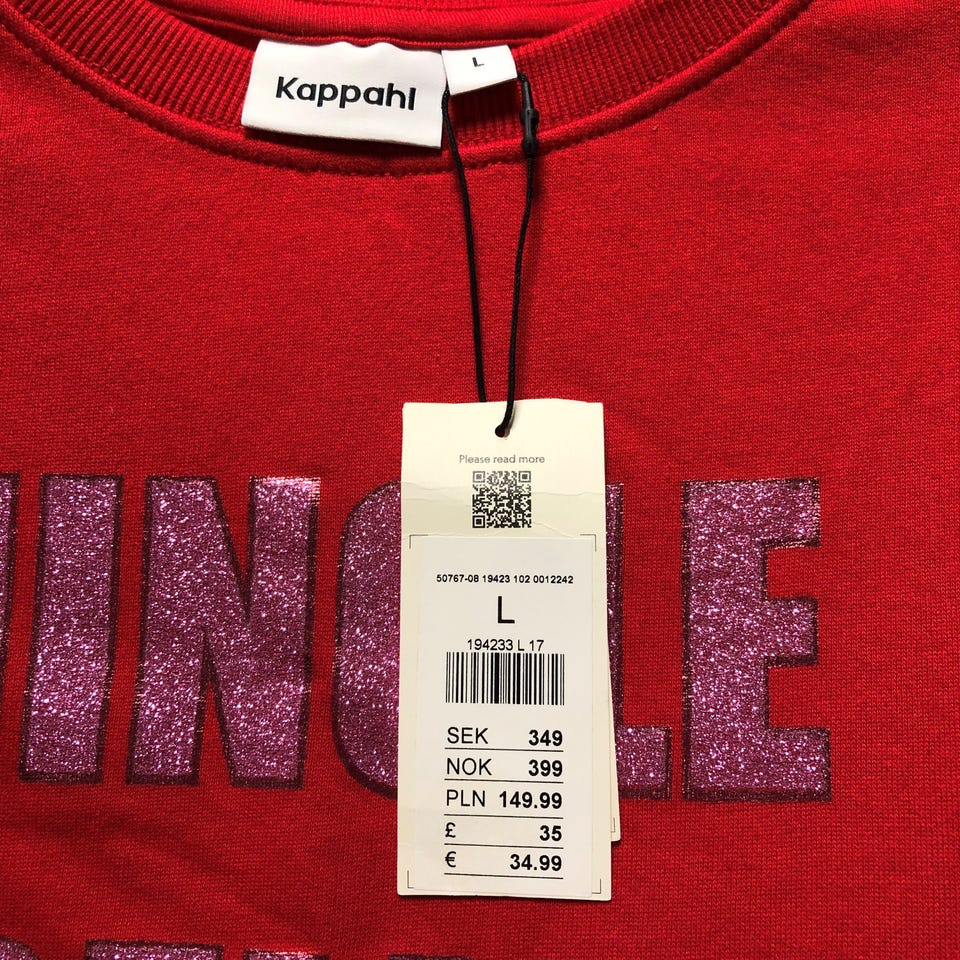 Kappahl
L
Please read more
50767-08 19423 102 0012242
L
194233 L 17
SEK 349
NOK 399
PLN 149.99
£ 35
€ 34.99